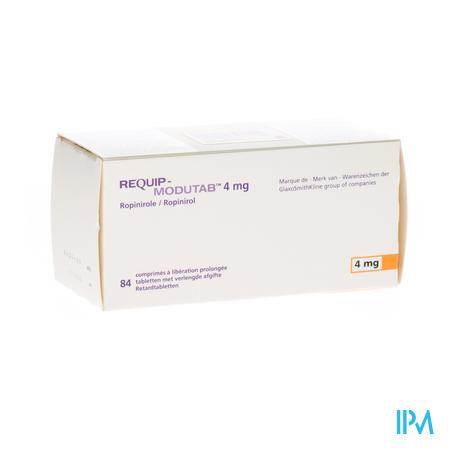 REQUIP-
MODUTAB™ 4 mg
Ropinirole / Ropinirol
Marque de - Merk van - Warenzeichen der
GlaxoSmithKline group of companies
84
comprimés à libération prolongée
tabletten met verlengde afgifte
Retardtabletten
4 mg
IPM